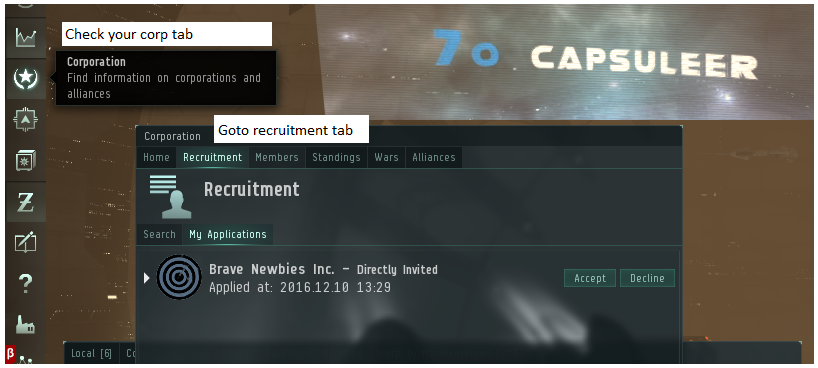 Check your corp tab
7o CAPSULEER
Corporation
Find information on corporations and
alliances
Goto recruitment tab
Corporation
Home Recruitment Members Standings Wars Alliances
Recruitment
Search My Applications
Brave Newbies Inc. - Directly Invited
Applied at: 2016.12.10 13:29
Accept Decline
Z
?
β
Local [6]